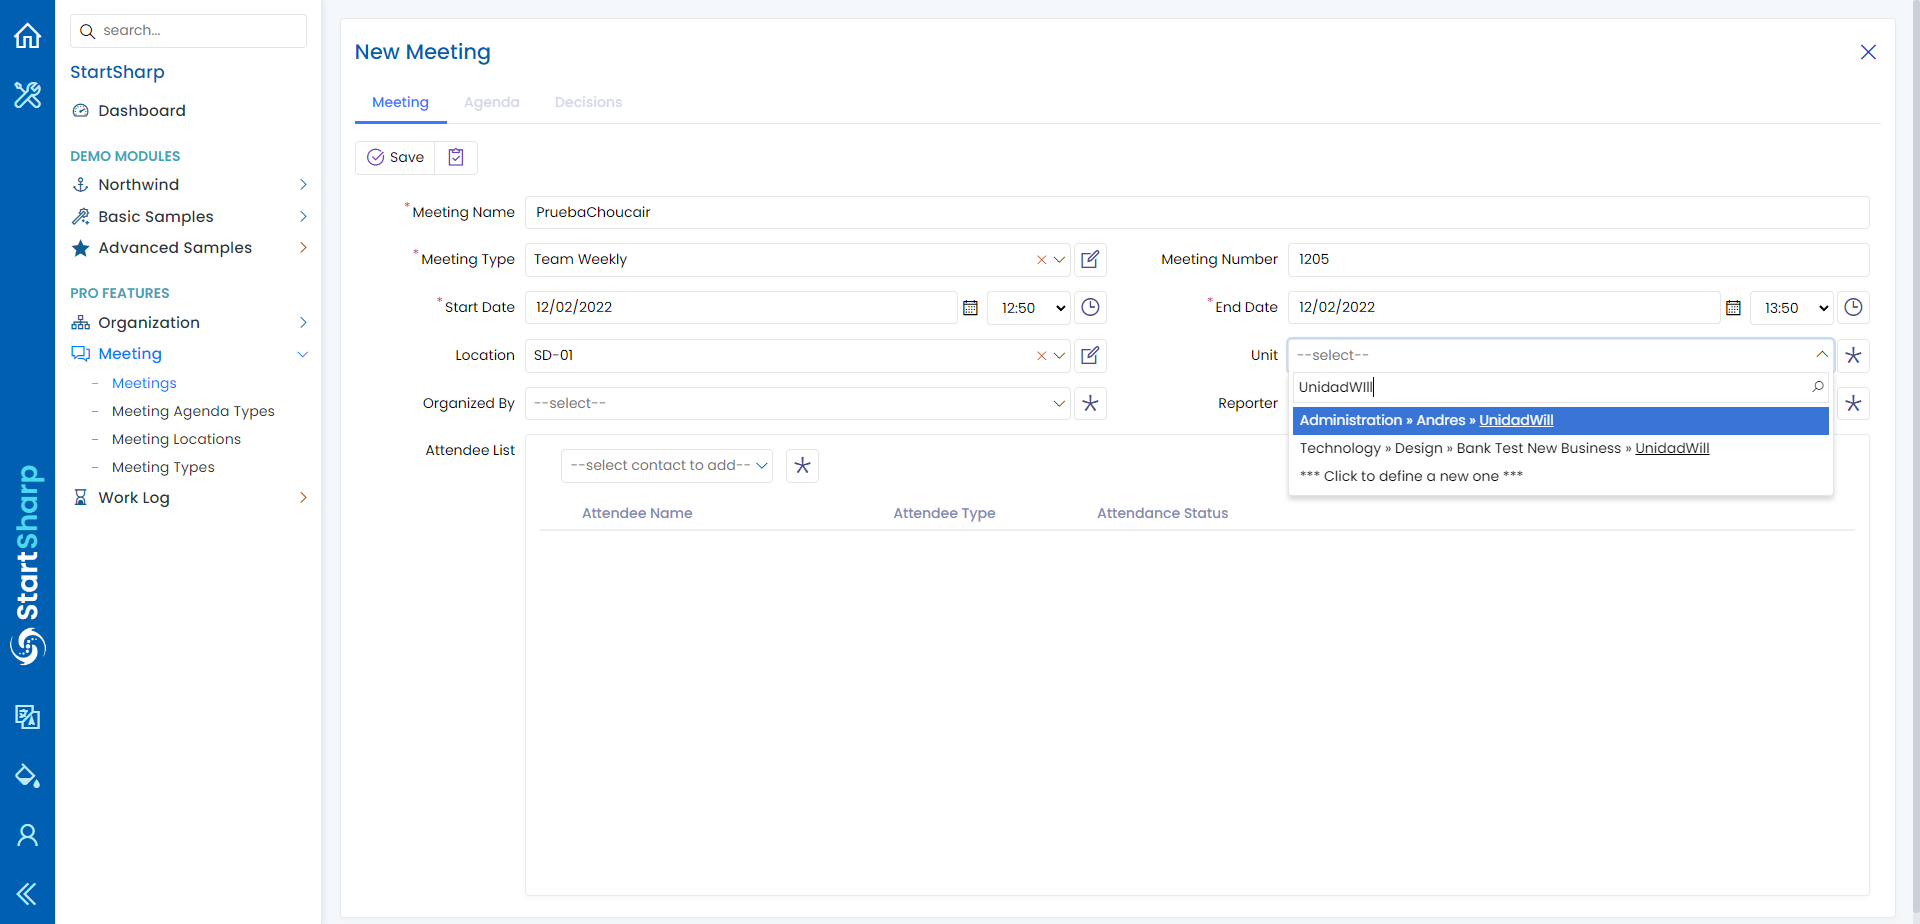 search...
StartSharp
Dashboard
DEMO MODULES
Northwind
Basic Samples
Advanced Samples
PRO FEATURES
Organization
Meeting
Meetings
Meeting Agenda Types
Meeting Locations
Meeting Types
Work Log
StartSharp
New Meeting
Meeting Agenda Decisions
Save
*Meeting Name PruebaChoucair
*Meeting Type Team Weekly Meeting Number 1205
*Start Date 12/02/2022 12:50 *End Date 12/02/2022 13:50
Location SD-01 Unit --select--
UnidadWIll
Organized By --select-- Reporter
Administration » Andres » UnidadWill
Technology » Design » Bank Test New Business » UnidadWill
*** Click to define a new one ***
Attendee List --select contact to add--
Attendee Name Attendee Type Attendance Status